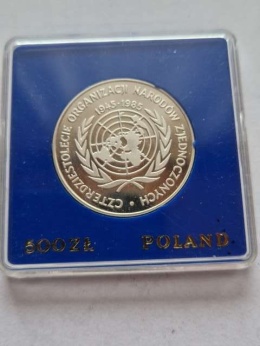 CZTERDZIESTOLECIE ORGANIZACJI NARODÓW ZJEDNOCZONYCH •
1945-1985
500 ZŁ POLAND